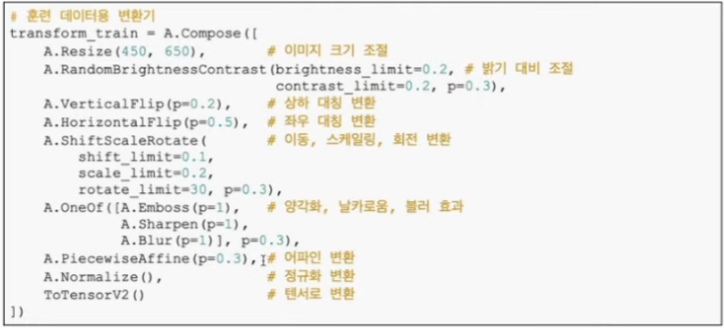 # 훈련 데이터용 변환기
transform_train = A.Compose([
    A.Resize(450, 650),        # 이미지 크기 조절
    A.RandomBrightnessContrast(brightness_limit=0.2, # 밝기 대비 조절
                               contrast_limit=0.2, p=0.3),
    A.VerticalFlip(p=0.2),    # 상하 대칭 변환
    A.HorizontalFlip(p=0.5),  # 좌우 대칭 변환
    A.ShiftScaleRotate(       # 이동, 스케일링, 회전 변환
        shift_limit=0.1,
        scale_limit=0.2,
        rotate_limit=30, p=0.3),
    A.OneOf([A.Emboss(p=1),   # 양각화, 날카로움, 블러 효과
             A.Sharpen(p=1),
             A.Blur(p=1)], p=0.3),
    A.PiecewiseAffine(p=0.3), # 어파인 변환
    A.Normalize(),            # 정규화 변환
    ToTensorV2()              # 텐서로 변환
])